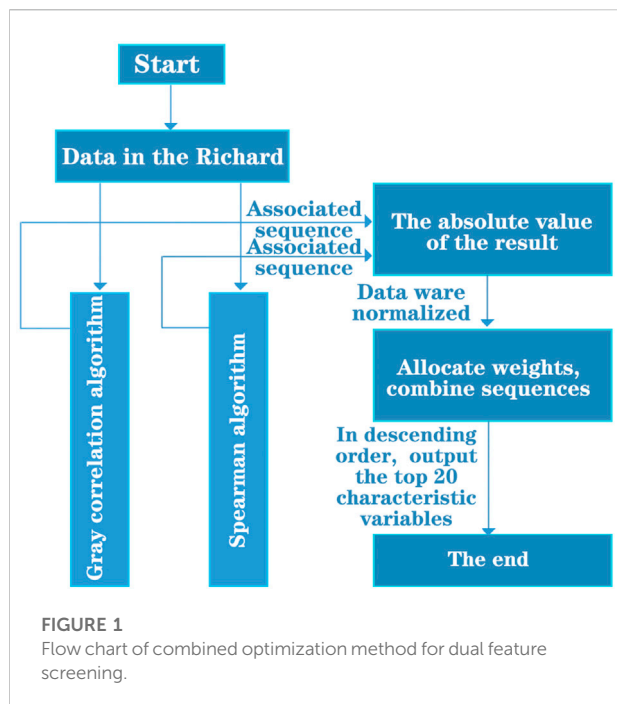 Start
Data in the Richard
Associated
sequence
Associated
sequence
The absolute value
of the result
Data ware
normalized
Gray correlation algorithm
Spearman algorithm
Allocate weights,
combine sequences
In descending
order, output
the top 20
characteristic
variables
The end
FIGURE 1
Flow chart of combined optimization method for dual feature
screening.